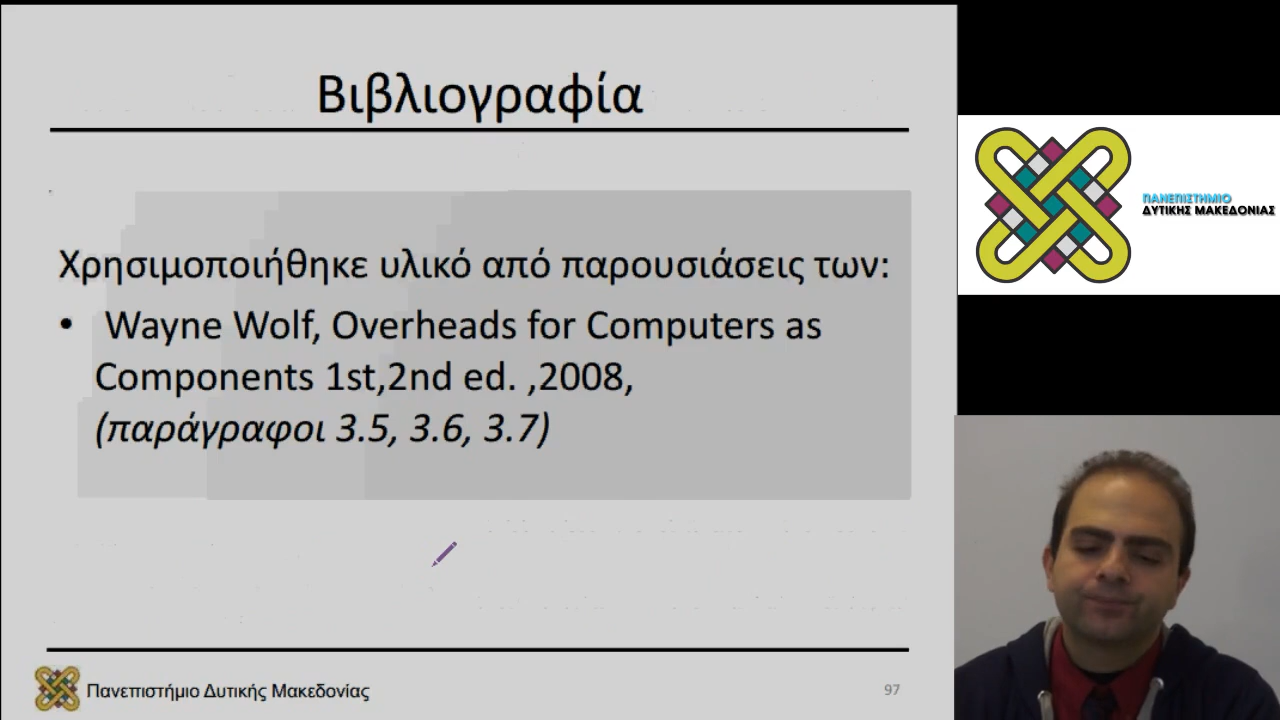 Βιβλιογραφία
Χρησιμοποιήθηκε υλικό από παρουσιάσεις των:
• Wayne Wolf, Overheads for Computers as
Components 1st,2nd ed. ,2008,
(παράγραφοι 3.5, 3.6, 3.7)
Πανεπιστήμιο Δυτικής Μακεδονίας
97
ΠΑΝΕΠΙΣΤΗΜΙΟ
ΔΥΤΙΚΗΣ ΜΑΚΕΔΟΝΙΑΣ